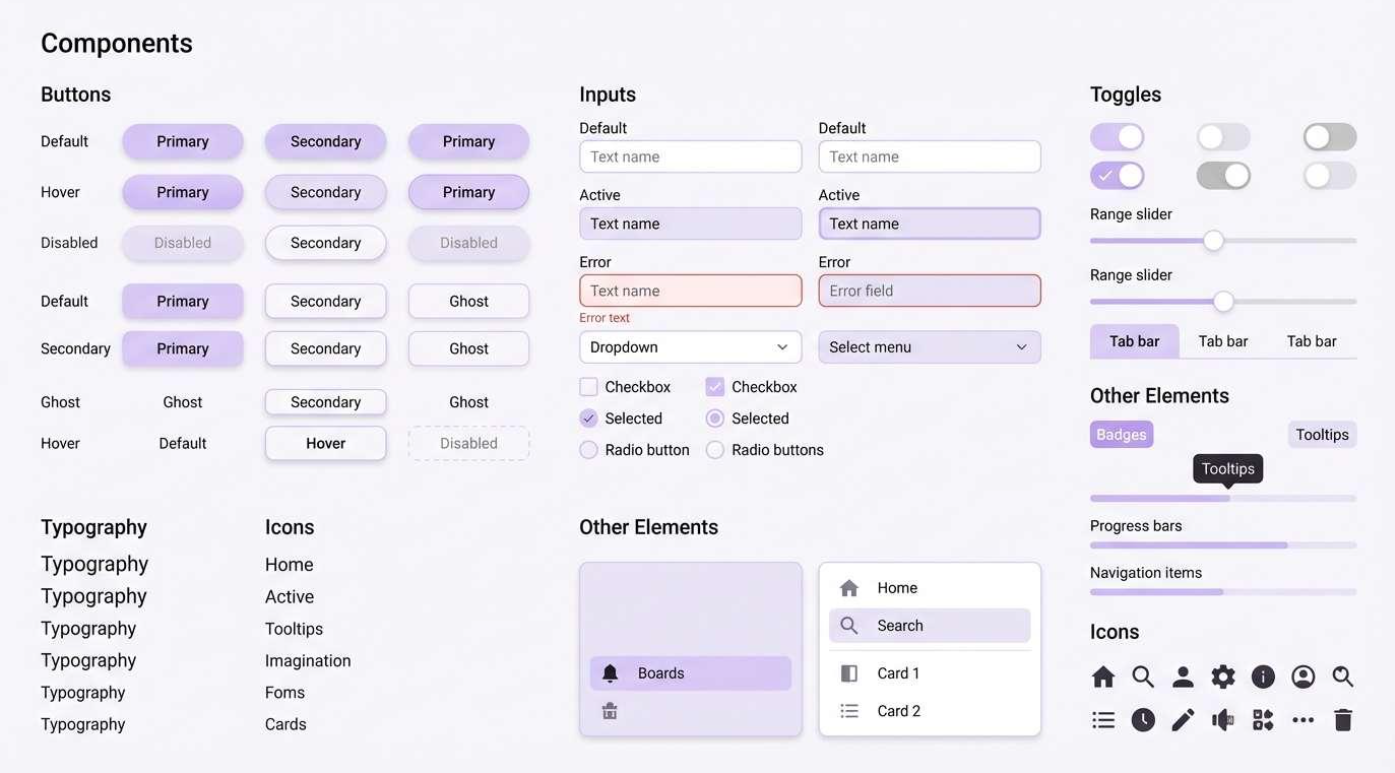 Components
Buttons
Default Primary Secondary Primary
Hover Primary Secondary Primary
Disabled Disabled Secondary Disabled
Default Primary Secondary Ghost
Secondary Primary Secondary Ghost
Ghost Ghost Secondary Ghost
Hover Default Hover Disabled
Inputs
Default Default
Text name Text name
Active Active
Text name Text name
Error Error
Text name Error field
Error text
Dropdown Select menu
Checkbox Checkbox
Selected Selected
Radio button Radio buttons
Toggles
Range slider
Range slider
Tab bar Tab bar Tab bar
Other Elements
Badges Tooltips
Tooltips
Progress bars
Navigation items
Icons
Typography
Typography
Typography
Typography
Typography
Typography
Typography
Icons
Home
Active
Tooltips
Imagination
Foms
Cards
Other Elements
Boards
Home
Search
Card 1
Card 2